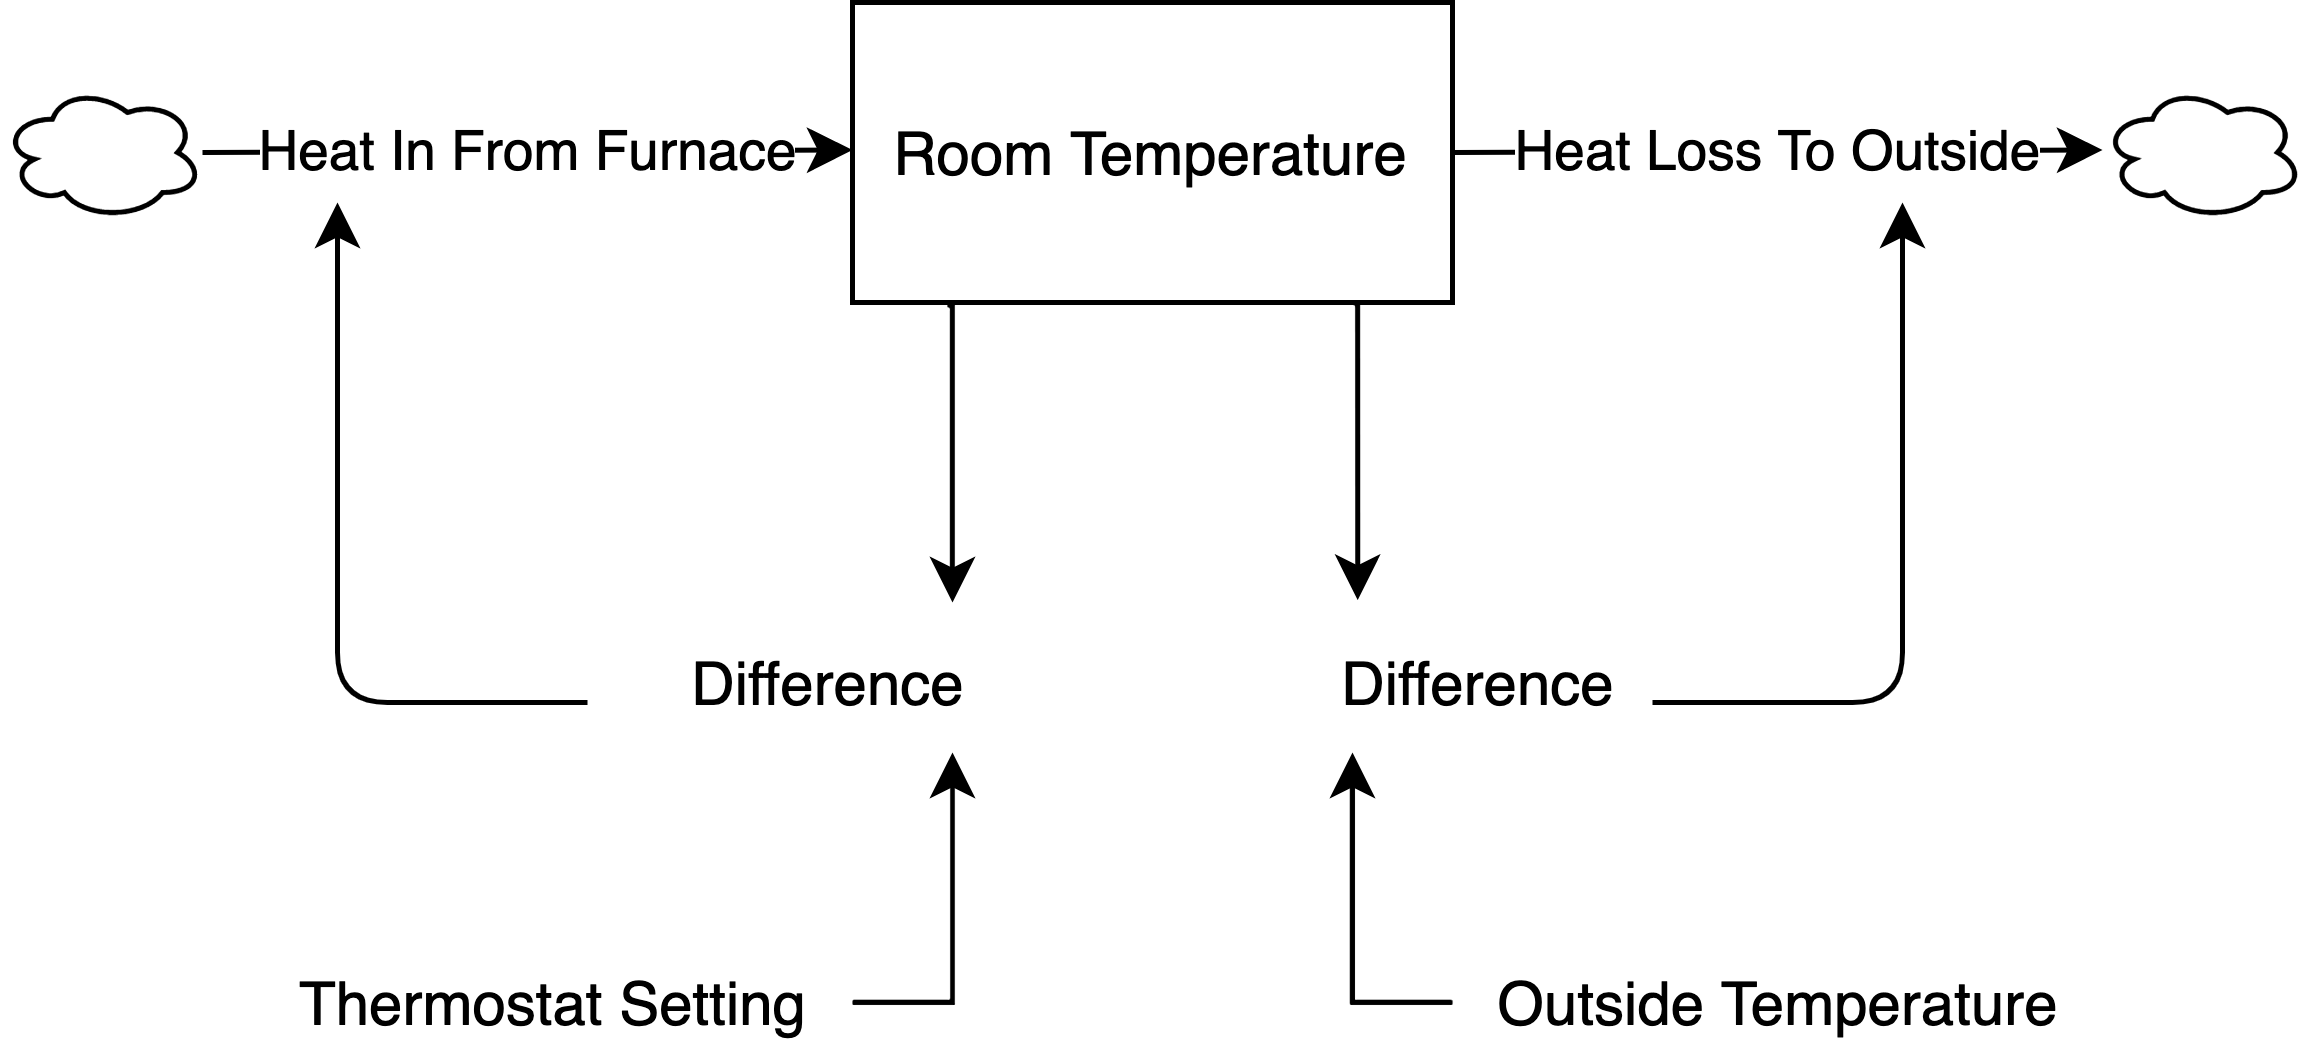 Heat In From Furnace
Room Temperature
Heat Loss To Outside
Difference
Difference
Thermostat Setting
Outside Temperature